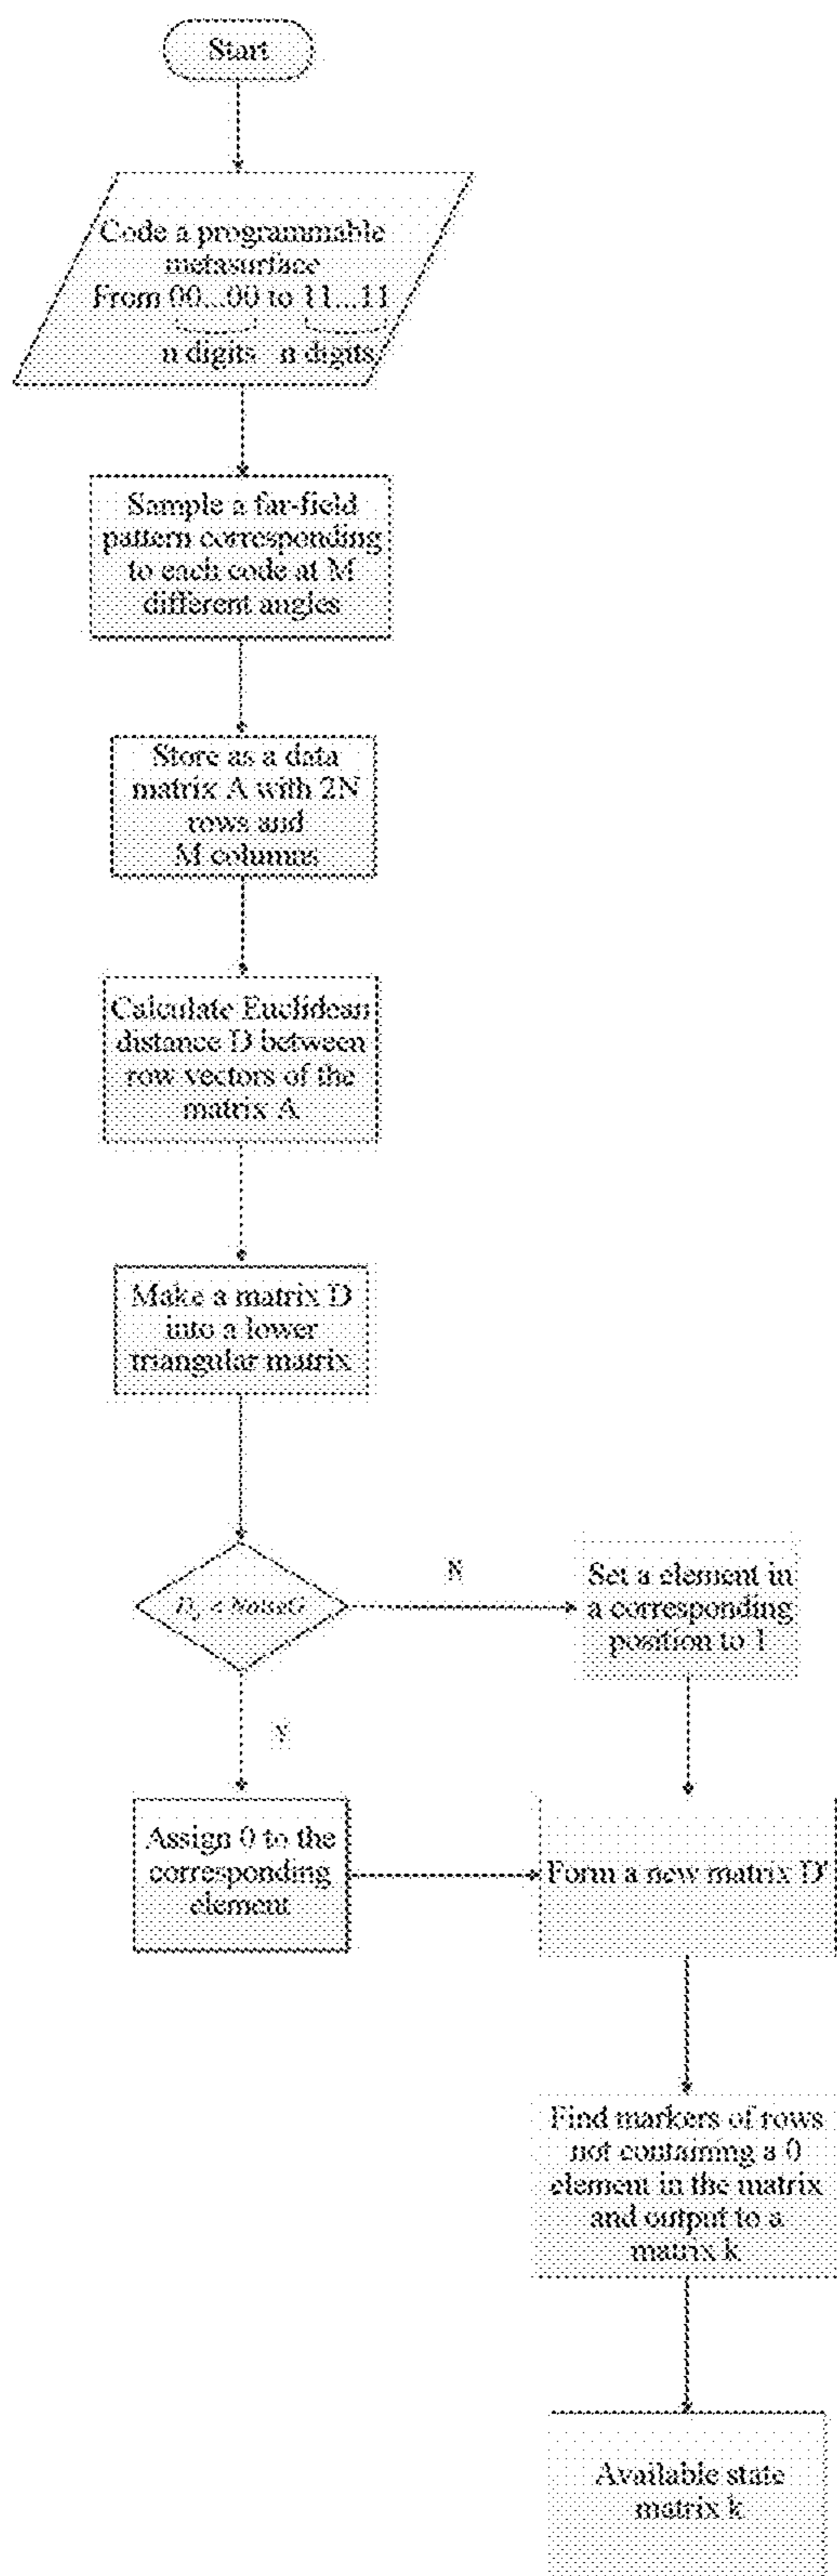 Start
Code a programmable
metasurface
From 00...00 to 11...11
n digits n digits
Sample a far-field
pattern corresponding
to each code at M
different angles
Store as a data
matrix A with 2N
rows and
M columns
Calculate Euclidean
distance D between
row vectors of the
matrix A
Make a matrix D
into a lower
triangular matrix
< NoiseG
N
Set a element in
a corresponding
position to 1
Y
Assign 0 to the
corresponding
element
Form a new matrix D'
Find markers of rows
not containing a 0
element in the matrix
and output to a
matrix k
Available state
matrix k